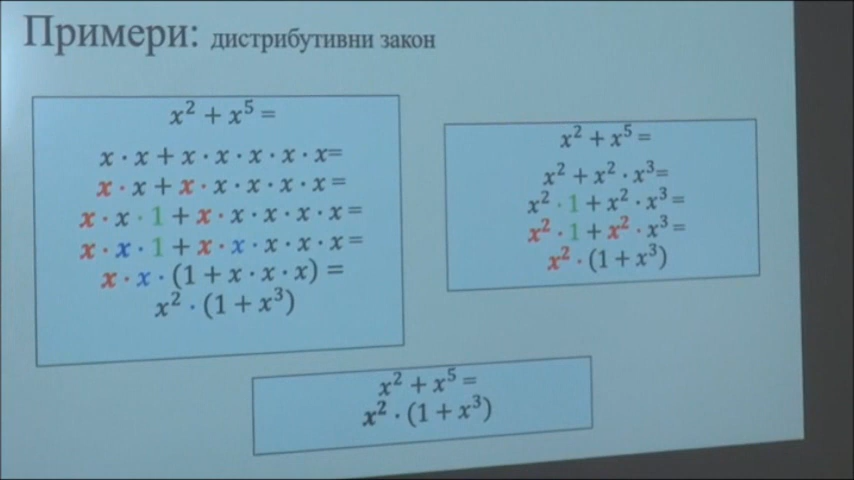 Примери: дистрибутивни закон
x² + x⁵ =
x · x + x · x · x · x · x=
x · x + x · x · x · x · x =
x · x · 1 + x · x · x · x · x =
x · x · 1 + x · x · x · x · x =
x · x · (1 + x · x · x) =
x² · (1 + x³)
x² + x⁵ =
x² + x² · x³=
x² · 1 + x² · x³ =
x² · 1 + x² · x³ =
x² · (1 + x³)
x² + x⁵ =
x² · (1 + x³)